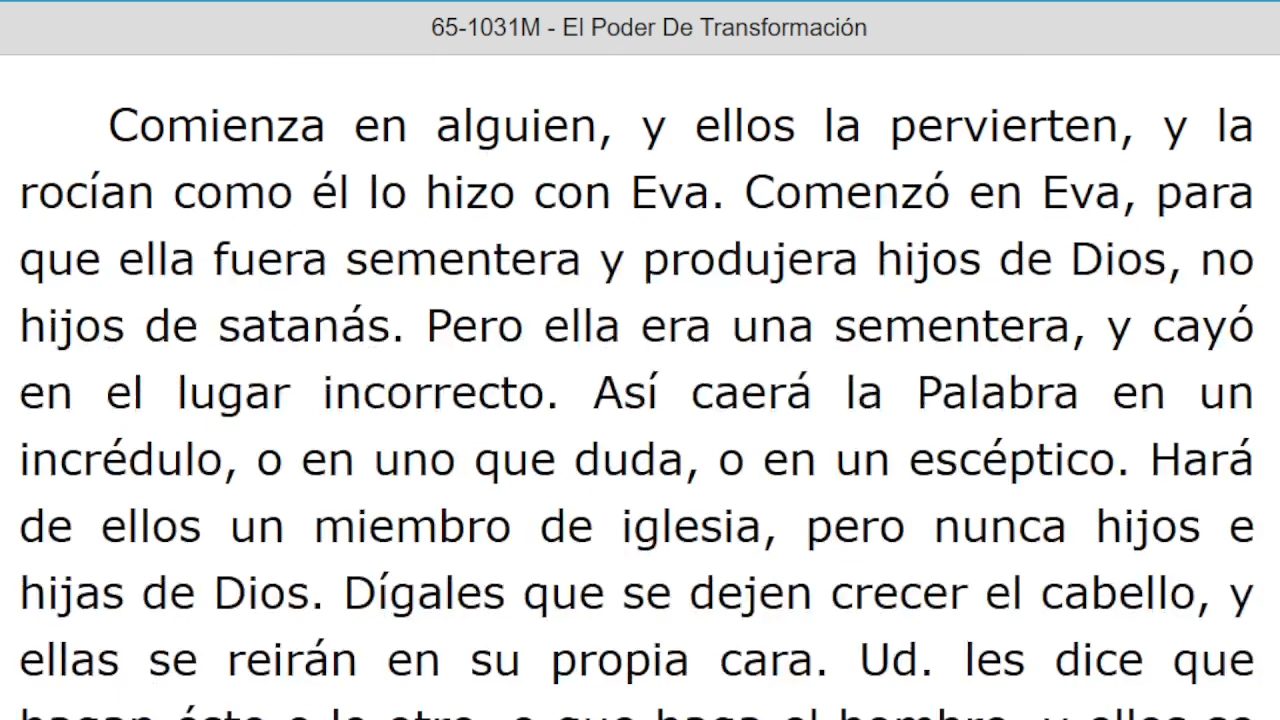 65-1031M - El Poder De Transformación
Comienza en alguien, y ellos la pervierten, y la
rocían como él lo hizo con Eva. Comenzó en Eva, para
que ella fuera sementera y produjera hijos de Dios, no
hijos de satanás. Pero ella era una sementera, y cayó
en el lugar incorrecto. Así caerá la Palabra en un
incrédulo, o en uno que duda, o en un escéptico. Hará
de ellos un miembro de iglesia, pero nunca hijos e
hijas de Dios. Dígales que se dejen crecer el cabello, y
ellas se reirán en su propia cara. Ud. les dice que